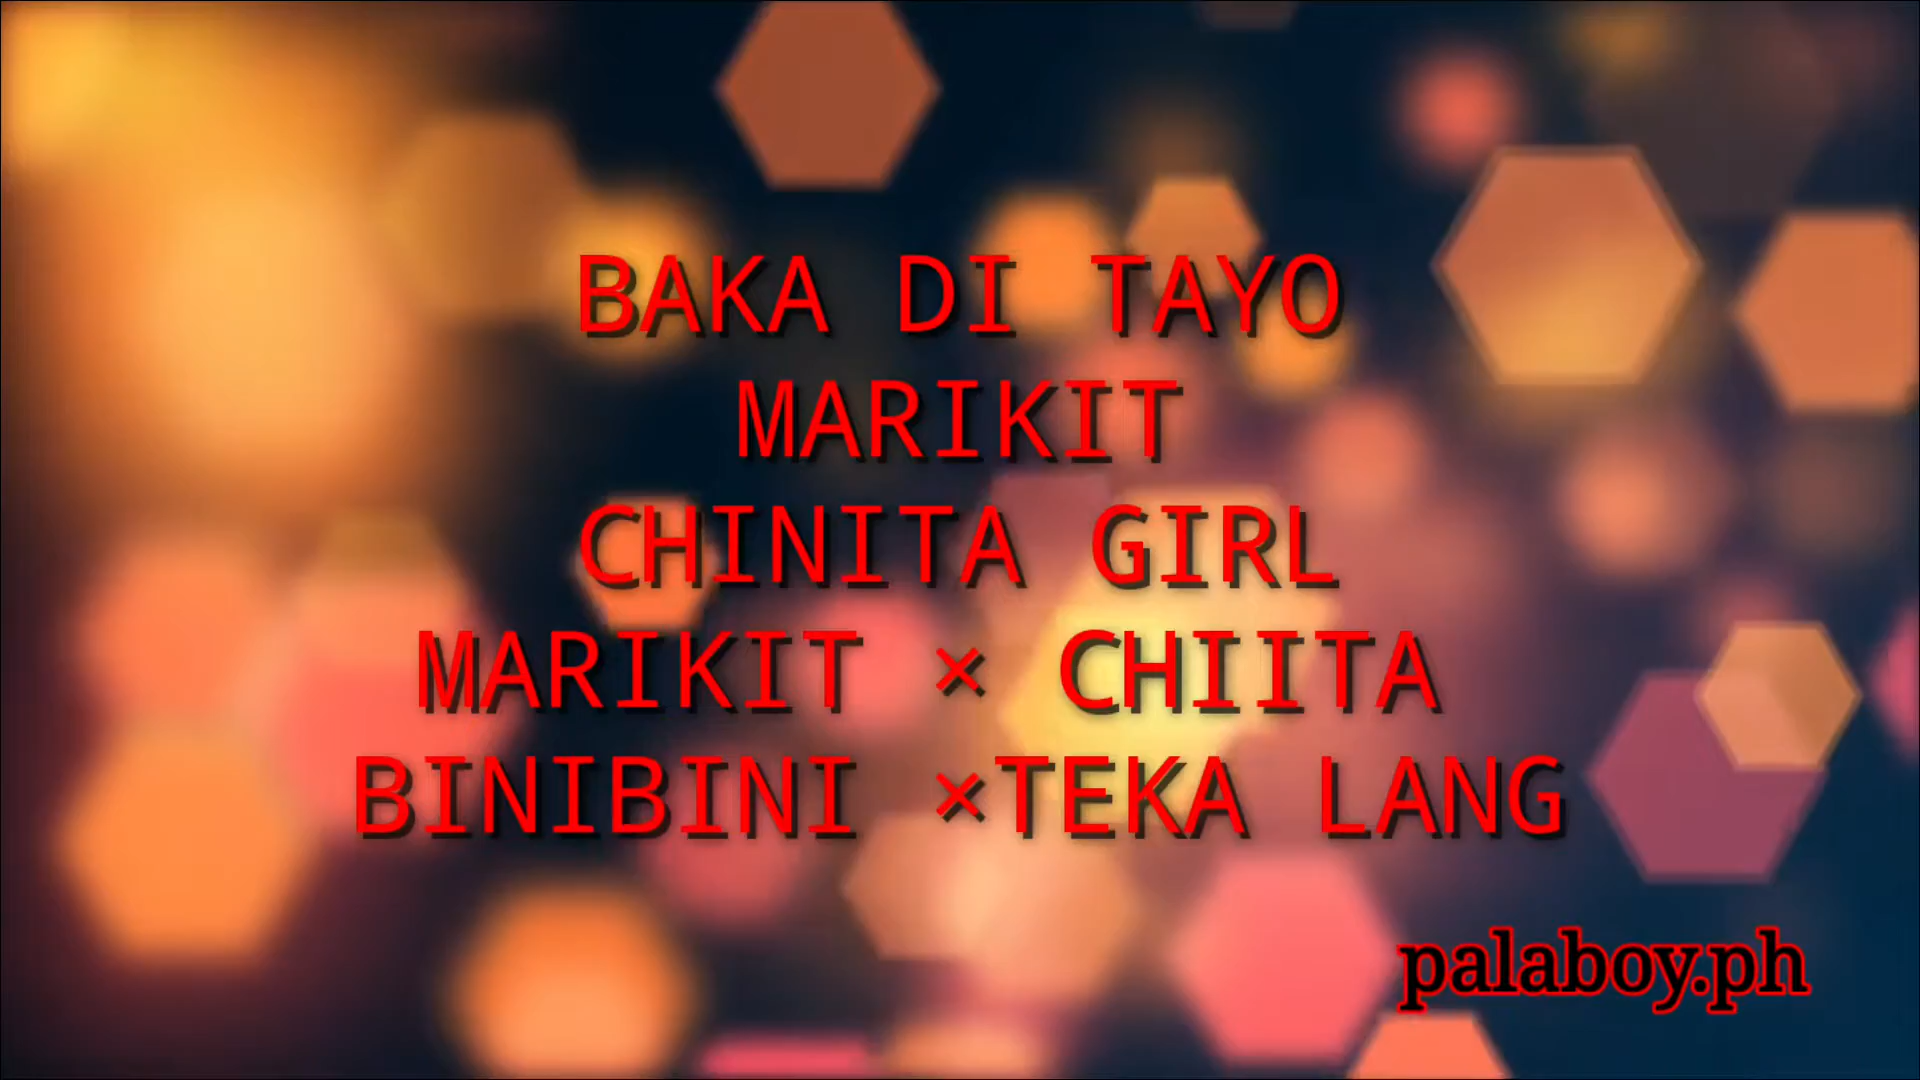 BAKA DI TAYO
MARIKIT
CHINITA GIRL
MARIKIT × CHIITA
BINIBINI ×TEKA LANG
palaboy.ph